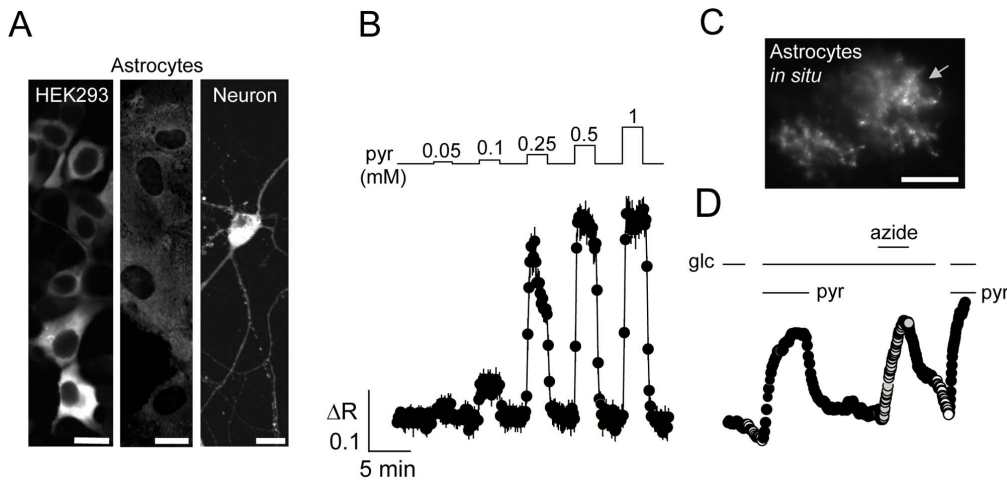 A
Astrocytes
HEK293
Neuron
B
pyr
(mM)
0.05
0.1
0.25
0.5
1
ΔR
0.1
5 min
C
Astrocytes
in situ
D
azide
glc
pyr
pyr